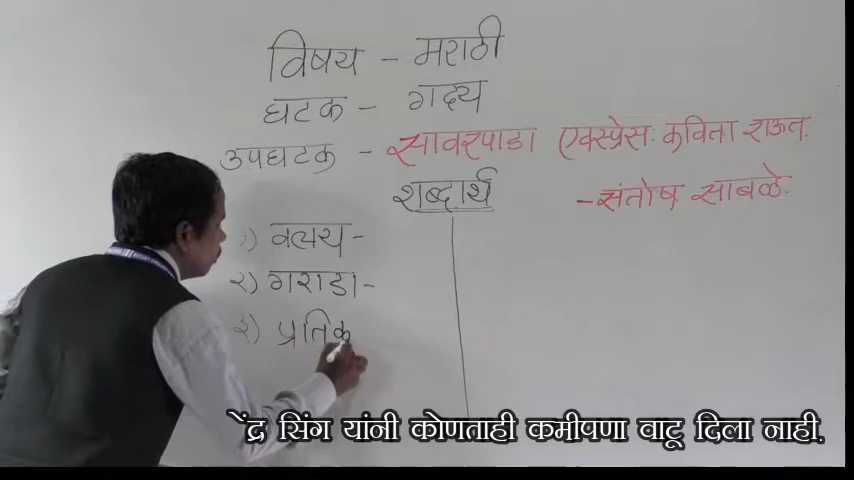 विषय - मराठी
घटक - गद्य
उपघटक - सावरपाडा एक्स्प्रेस: कविता राऊत.
शब्दार्थ
- संतोष साबळे.
१) वलय -
२) गराडा -
३) प्रतिक
ेंद्र सिंग यांनी कोणताही कमीपणा वाटू दिला नाही.